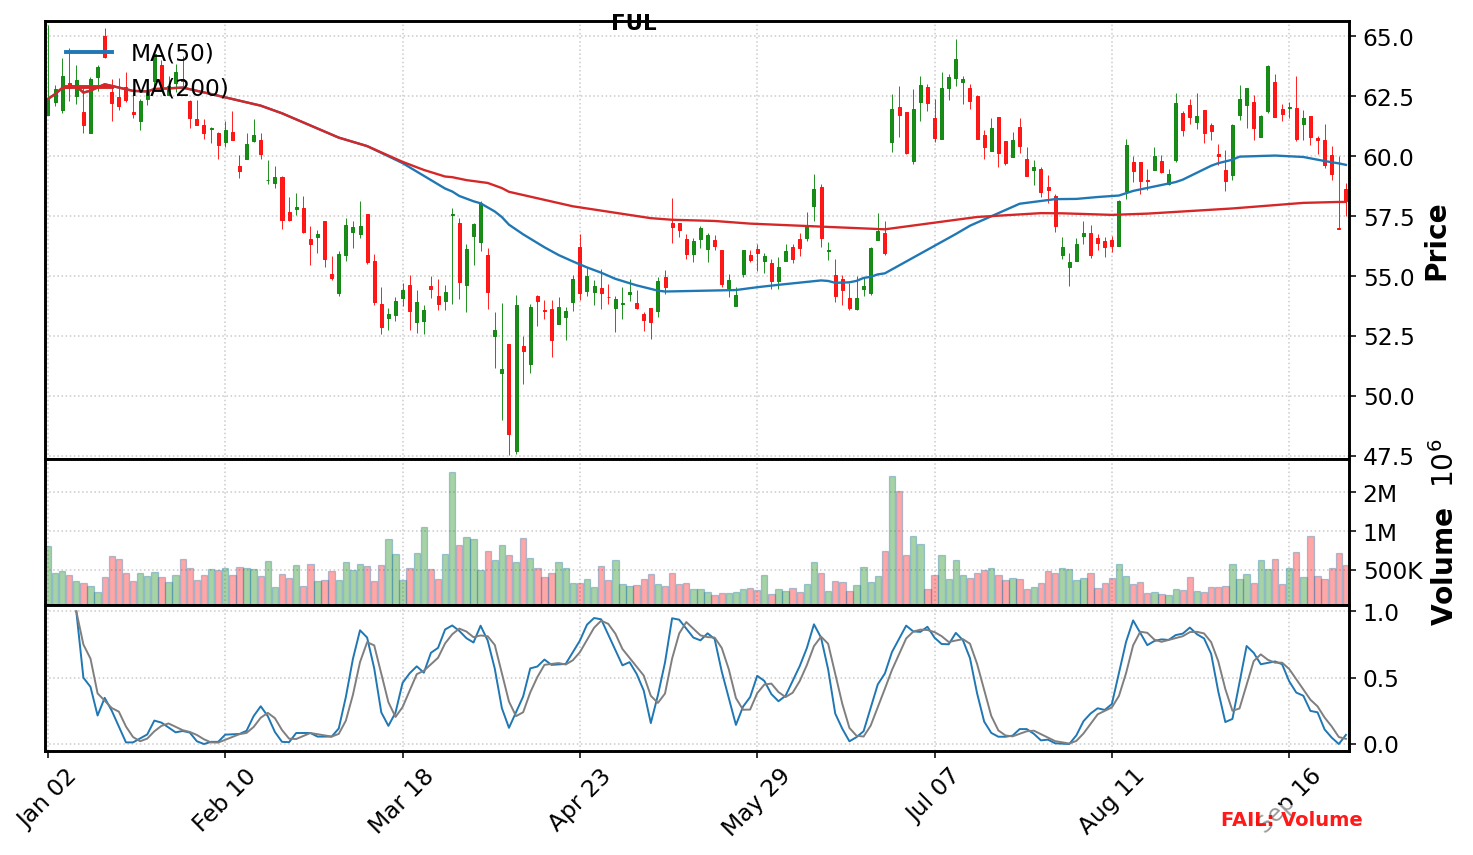 FUL
MA(50)
MA(200)
65.0
62.5
60.0
57.5
55.0
52.5
50.0
47.5
Price
2M
1M
500K
Volume 10⁶
1.0
0.5
0.0
Jan 02
Feb 10
Mar 18
Apr 23
May 29
Jul 07
Aug 11
Sep 16
FAIL: Volume